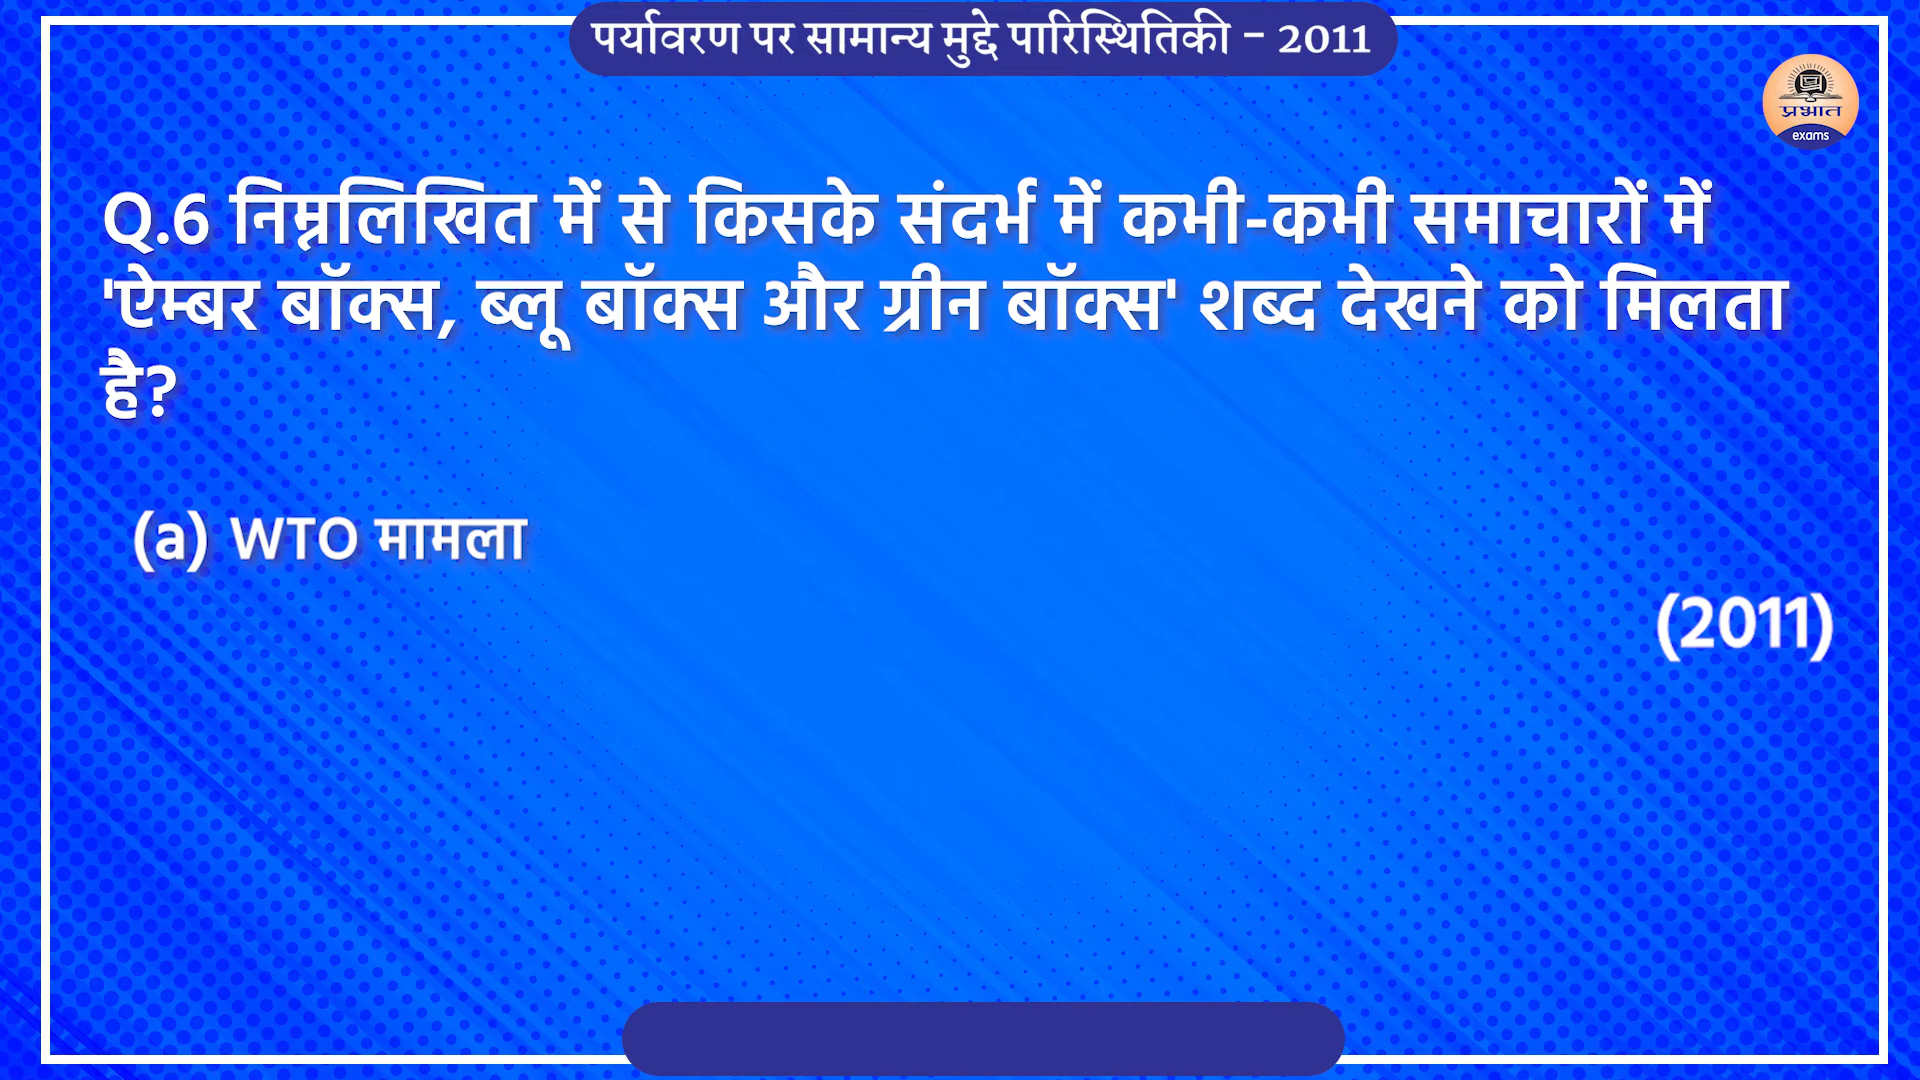 पर्यावरण पर सामान्य मुद्दे पारिस्थितिकी – 2011
प्रभात
exams
Q.6 निम्नलिखित में से किसके संदर्भ में कभी-कभी समाचारों में
'ऐम्बर बॉक्स, ब्लू बॉक्स और ग्रीन बॉक्स' शब्द देखने को मिलता
है?
(a) WTO मामला
(2011)